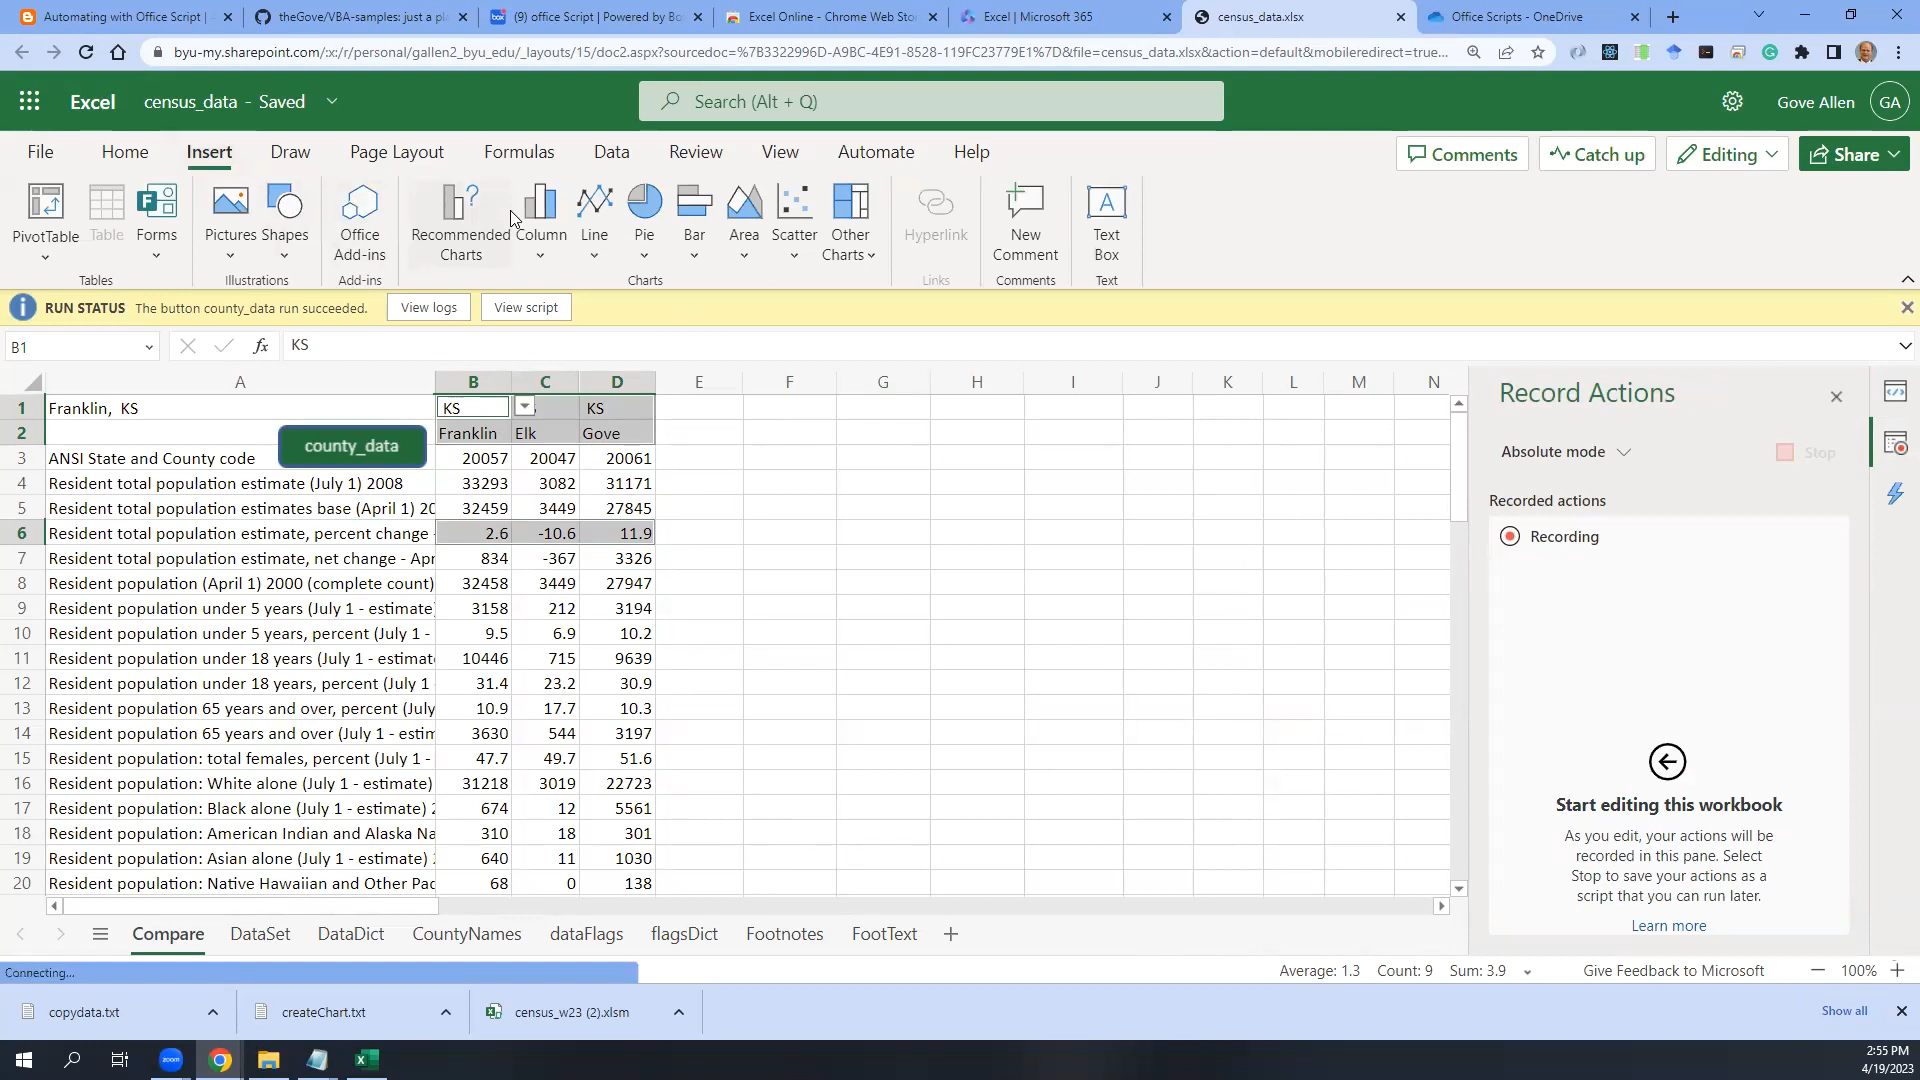 Automating with Office Script |
theGove/VBA-samples: just a pl
(9) office Script | Powered by Bo
Excel Online - Chrome Web Sto
Excel | Microsoft 365
census_data.xlsx
Office Scripts - OneDrive
byu-my.sharepoint.com/:x:/r/personal/gallen2_byu_edu/_layouts/15/doc2.aspx?sourcedoc=%7B3322996D-A9BC-4E91-8528-119FC23779E1%7D&file=census_data.xlsx&action=default&mobileredirect=true...
Excel census_data - Saved
Search (Alt + Q)
Gove Allen GA
File Home Insert Draw Page Layout Formulas Data Review View Automate Help
Comments Catch up Editing Share
PivotTable Table Forms Pictures Shapes Office Add-ins Recommended Charts Column Line Pie Bar Area Scatter Other Charts Hyperlink New Comment Text Box
Tables Illustrations Add-ins Charts Links Comments Text
RUN STATUS The button county_data run succeeded. View logs View script
B1 fx KS
A B C D E F G H I J K L M N
1 Franklin, KS KS KS
2 Franklin Elk Gove
county_data
3 ANSI State and County code 20057 20047 20061
4 Resident total population estimate (July 1) 2008 33293 3082 31171
5 Resident total population estimates base (April 1) 20 32459 3449 27845
6 Resident total population estimate, percent change - 2.6 -10.6 11.9
7 Resident total population estimate, net change - Apr 834 -367 3326
8 Resident population (April 1) 2000 (complete count) 32458 3449 27947
9 Resident population under 5 years (July 1 - estimate) 3158 212 3194
10 Resident population under 5 years, percent (July 1 - 9.5 6.9 10.2
11 Resident population under 18 years (July 1 - estimat 10446 715 9639
12 Resident population under 18 years, percent (July 1 31.4 23.2 30.9
13 Resident population 65 years and over, percent (July 10.9 17.7 10.3
14 Resident population 65 years and over (July 1 - estim 3630 544 3197
15 Resident population: total females, percent (July 1 - 47.7 49.7 51.6
16 Resident population: White alone (July 1 - estimate) 31218 3019 22723
17 Resident population: Black alone (July 1 - estimate) 2 674 12 5561
18 Resident population: American Indian and Alaska Na 310 18 301
19 Resident population: Asian alone (July 1 - estimate) 2 640 11 1030
20 Resident population: Native Hawaiian and Other Pac 68 0 138
Record Actions
Absolute mode Stop
Recorded actions
Recording
Start editing this workbook
As you edit, your actions will be
recorded in this pane. Select
Stop to save your actions as a
script that you can run later.
Learn more
Compare DataSet DataDict CountyNames dataFlags flagsDict Footnotes FootText
Connecting... Average: 1.3 Count: 9 Sum: 3.9 Give Feedback to Microsoft 100%
copydata.txt createChart.txt census_w23 (2).xlsm Show all
zoom
2:55 PM
4/19/2023